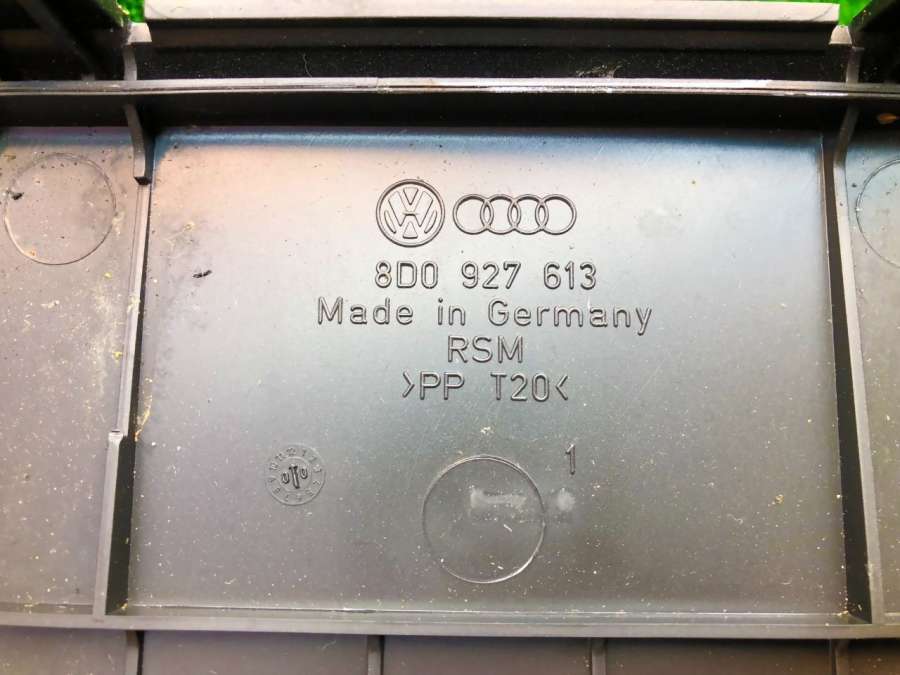 8D0 927 613
Made in Germany
RSM
>PP T20<
1